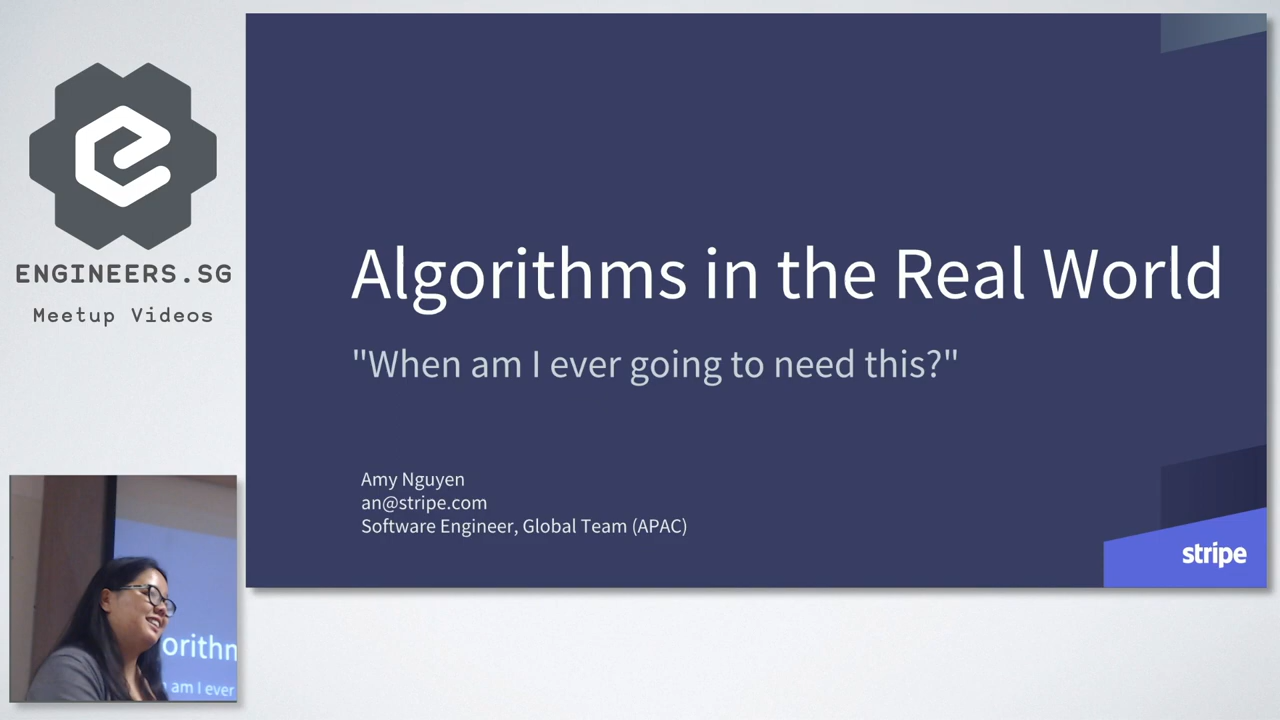 ENGINEERS.SG
Meetup Videos
Algorithms in the Real World
"When am I ever going to need this?"
Amy Nguyen
an@stripe.com
Software Engineer, Global Team (APAC)
stripe
orithm
am I ever